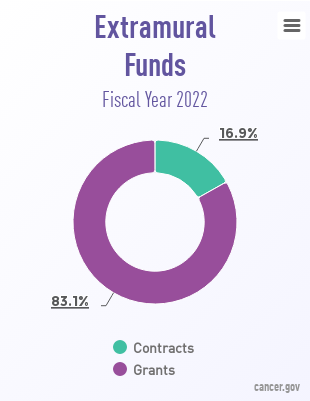 Extramural
Funds
Fiscal Year 2022
16.9%
83.1%
Contracts
Grants
cancer.gov